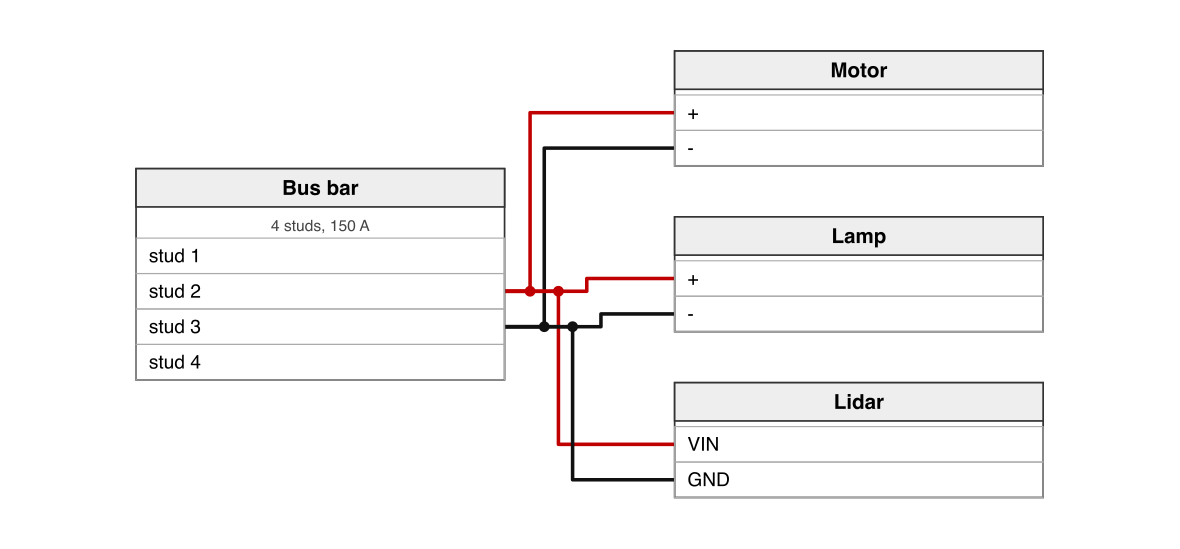 Bus bar
4 studs, 150 A
stud 1
stud 2
stud 3
stud 4
Motor
+
-
Lamp
+
-
Lidar
VIN
GND